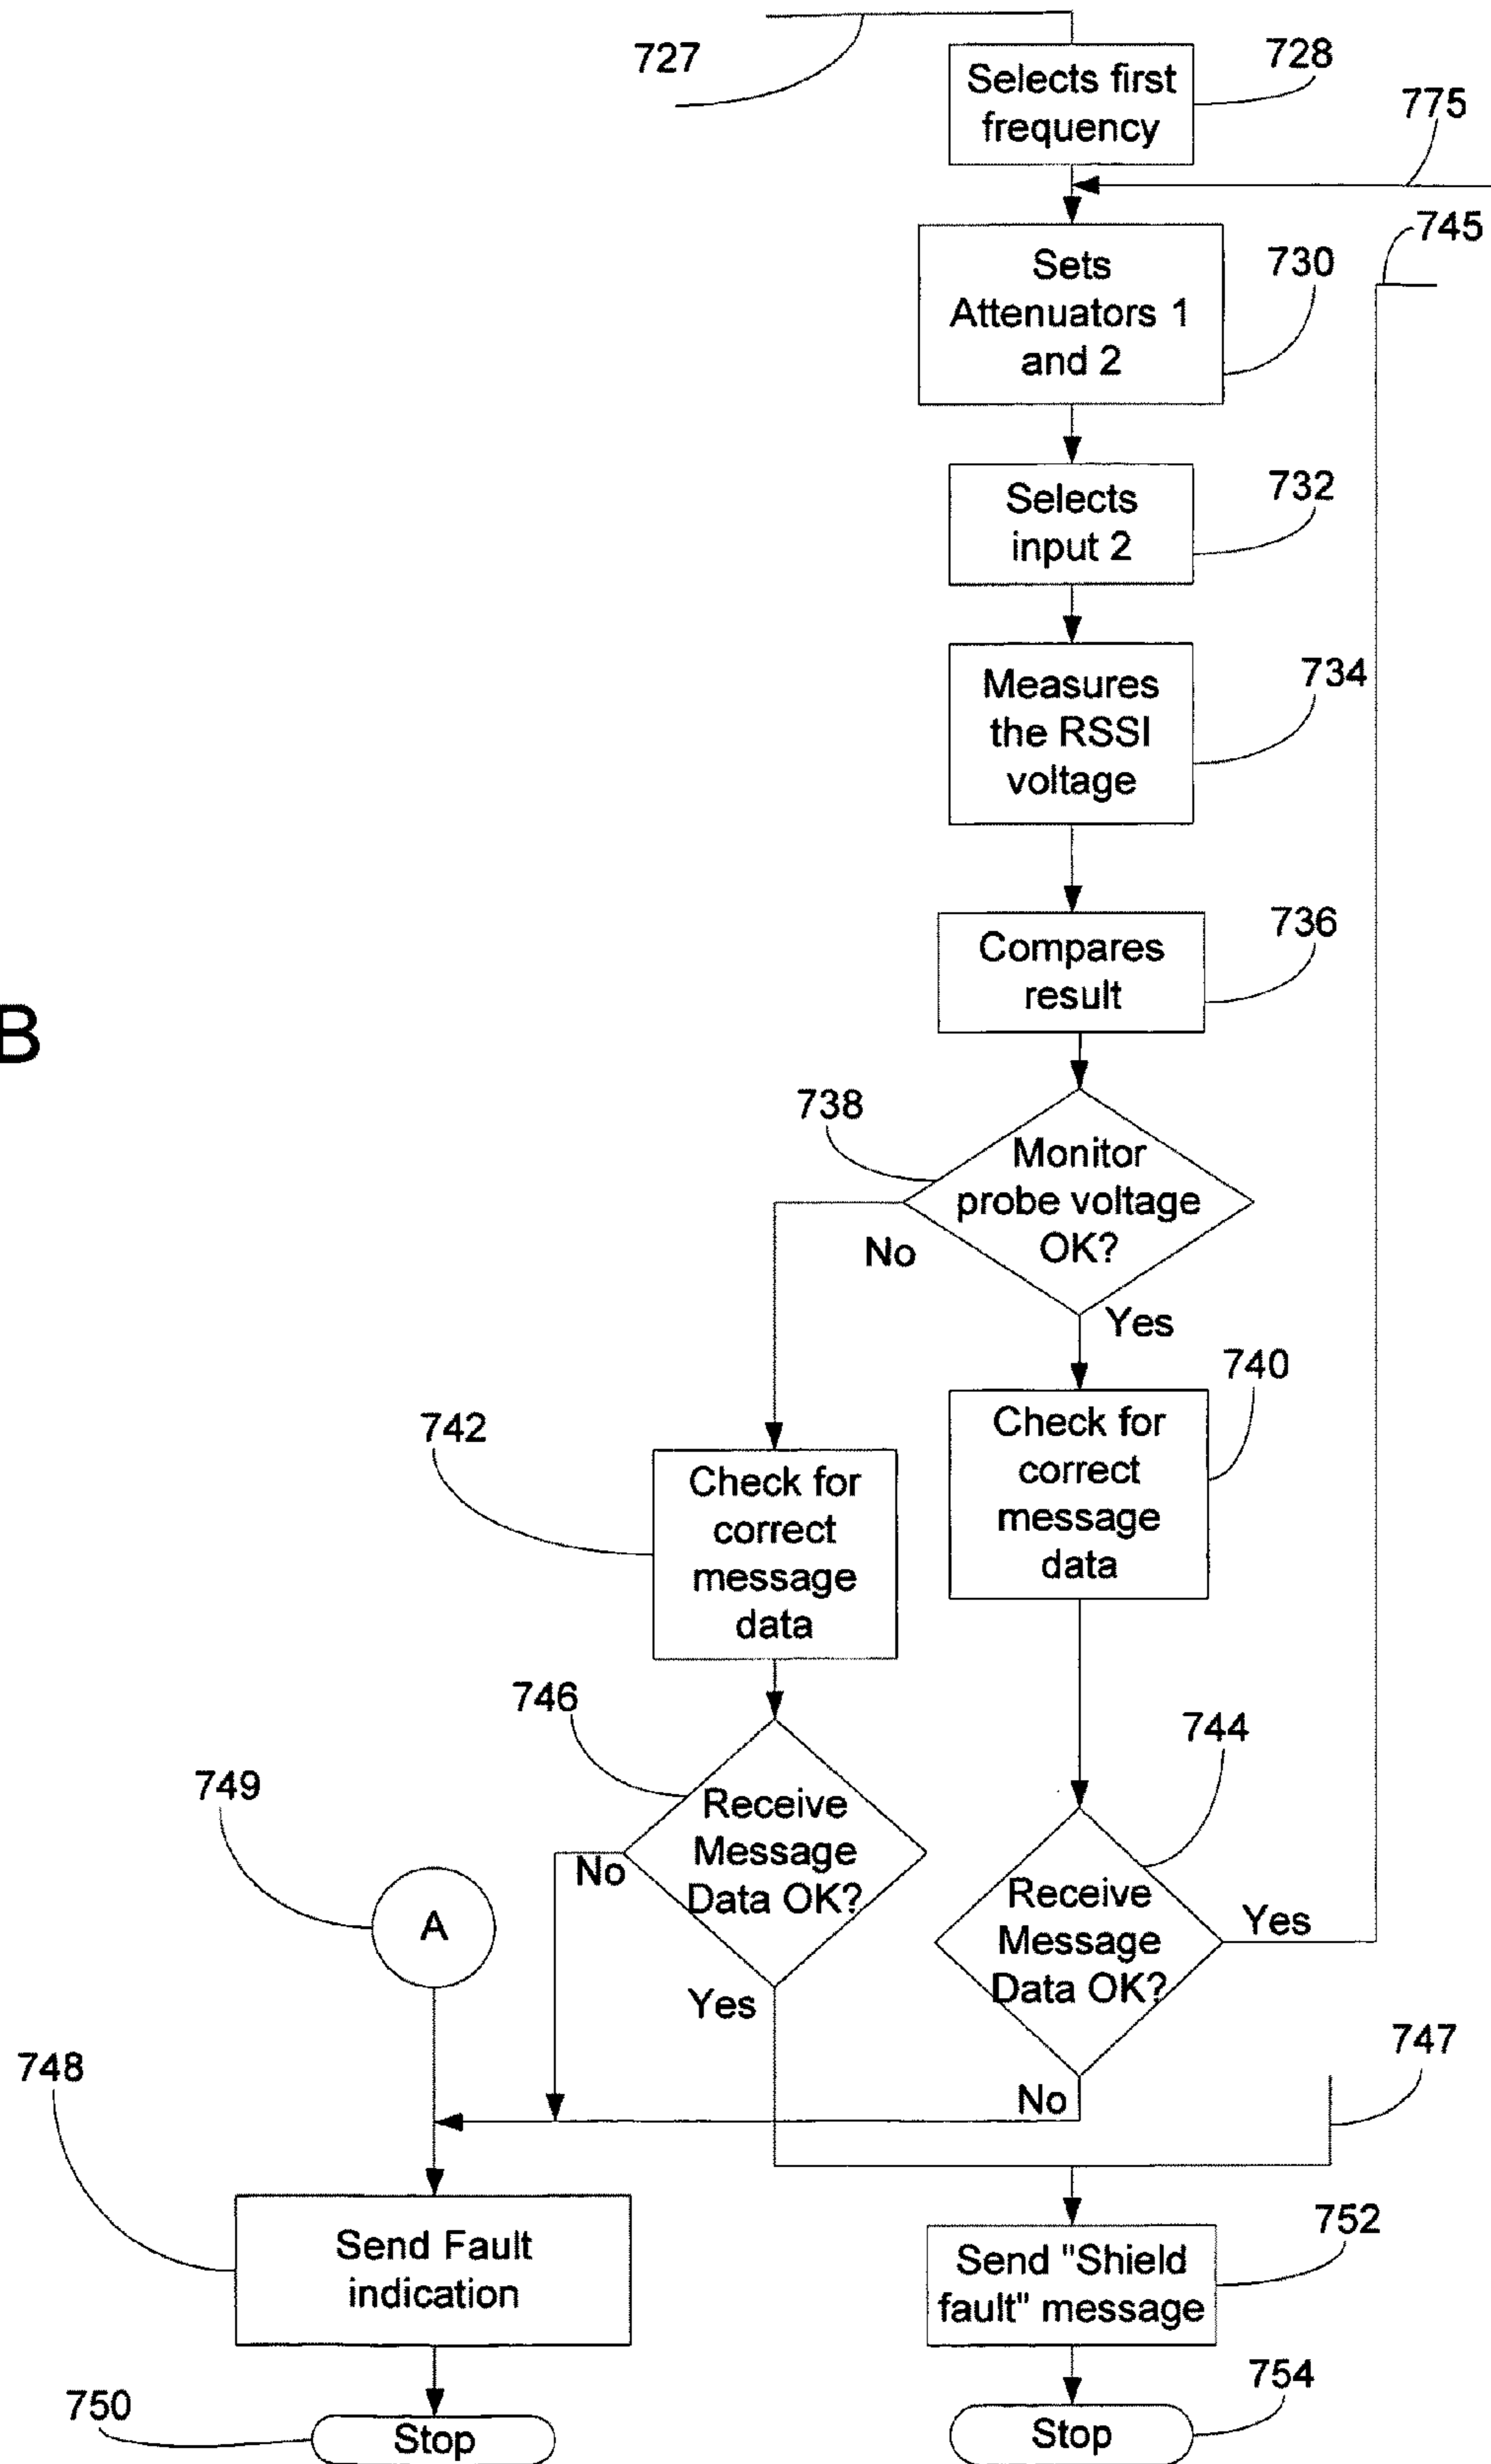 727
728
Selects first
frequency
775
745
Sets
Attenuators 1
and 2
730
Selects
input 2
732
Measures
the RSSI
voltage
734
Compares
result
736
B
738
Monitor
probe voltage
OK?
No
Yes
740
742
Check for
correct
message
data
Check for
correct
message
data
746
744
749
Receive
Message
Data OK?
No
A
Receive
Message
Data OK?
Yes
Yes
747
748
No
Send Fault
indication
752
Send "Shield
fault" message
750
754
Stop
Stop